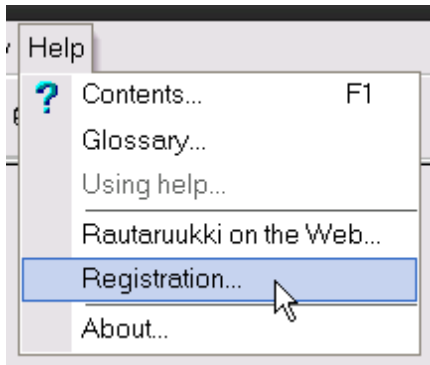 Help
Contents... F1
Glossary...
Using help...
Rautaruukki on the Web...
Registration...
About...